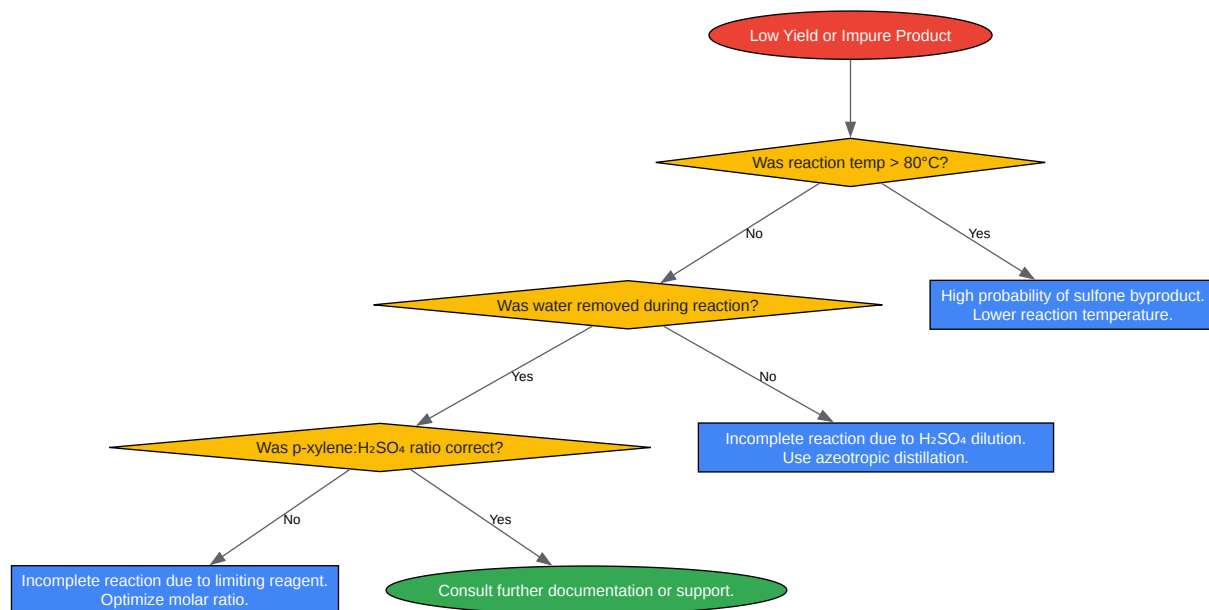 Low Yield or Impure Product
Was reaction temp > 80°C?
No
Yes
Was water removed during reaction?
High probability of sulfone byproduct.
Lower reaction temperature.
Yes
No
Was p-xylene:H₂SO₄ ratio correct?
Incomplete reaction due to H₂SO₄ dilution.
Use azeotropic distillation.
No
Yes
Incomplete reaction due to limiting reagent.
Optimize molar ratio.
Consult further documentation or support.